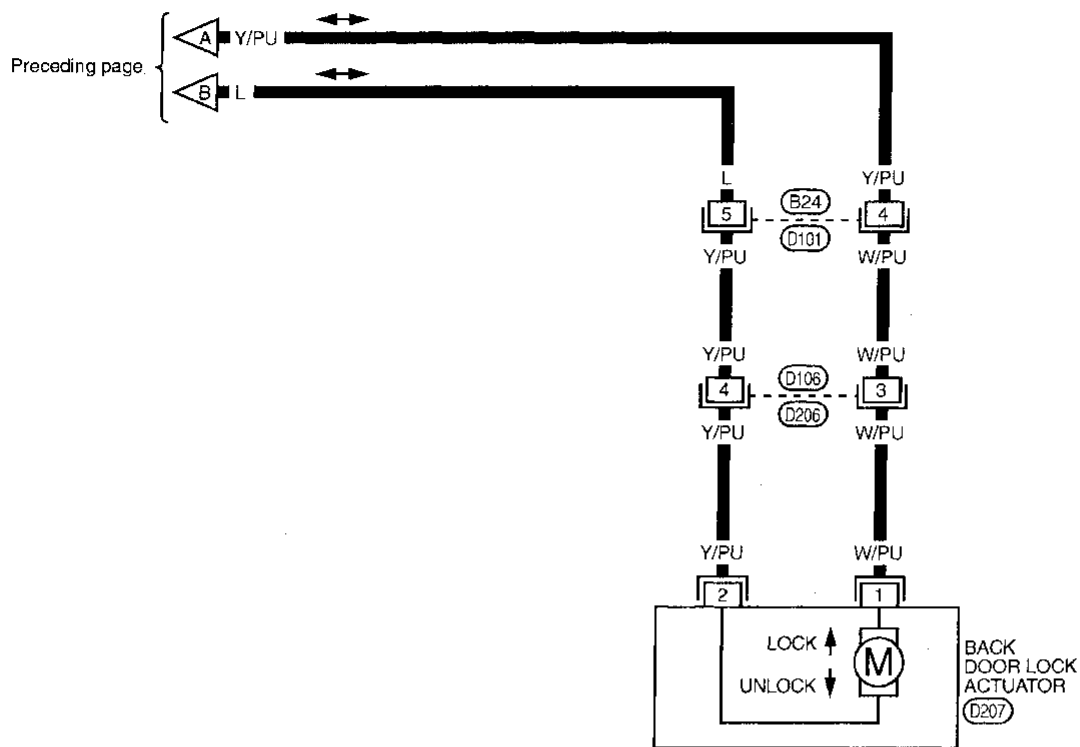 A Y/PU
Preceding page
B L
L Y/PU
5 B24 4
D101
Y/PU W/PU
Y/PU W/PU
4 D106 3
D206
Y/PU W/PU
Y/PU W/PU
2 1
LOCK
M
UNLOCK
BACK
DOOR LOCK
ACTUATOR
D207